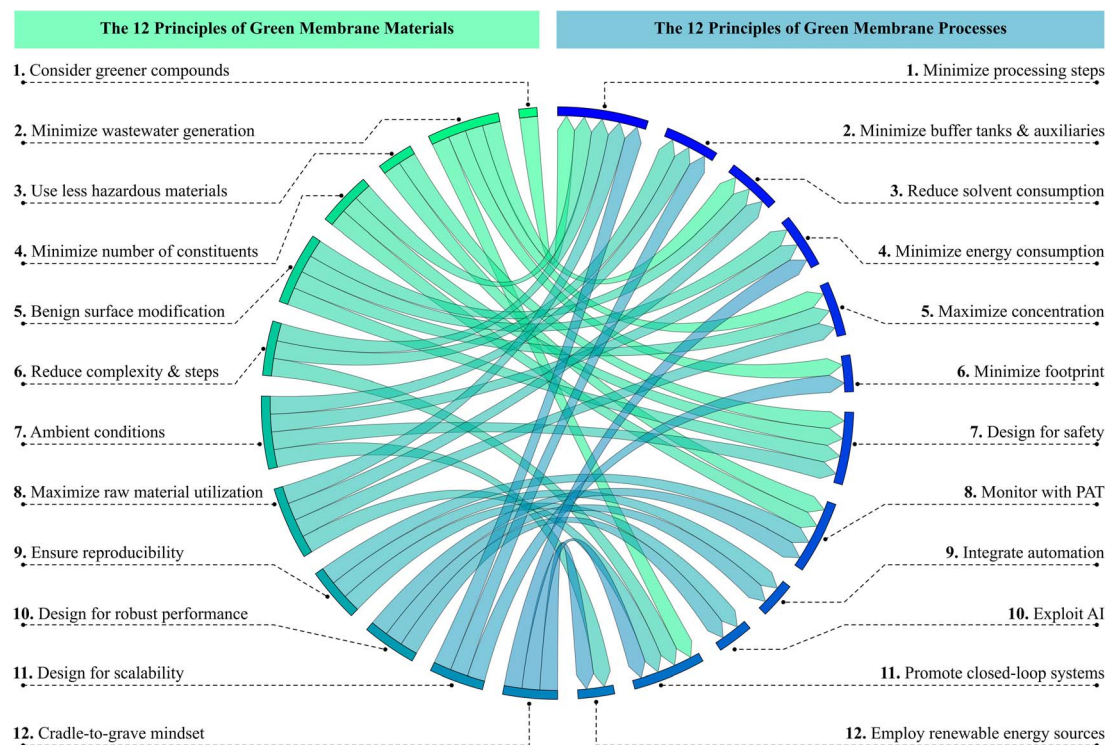 The 12 Principles of Green Membrane Materials
The 12 Principles of Green Membrane Processes
1. Consider greener compounds
2. Minimize wastewater generation
3. Use less hazardous materials
4. Minimize number of constituents
5. Benign surface modification
6. Reduce complexity & steps
7. Ambient conditions
8. Maximize raw material utilization
9. Ensure reproducibility
10. Design for robust performance
11. Design for scalability
12. Cradle-to-grave mindset
1. Minimize processing steps
2. Minimize buffer tanks & auxiliaries
3. Reduce solvent consumption
4. Minimize energy consumption
5. Maximize concentration
6. Minimize footprint
7. Design for safety
8. Monitor with PAT
9. Integrate automation
10. Exploit AI
11. Promote closed-loop systems
12. Employ renewable energy sources